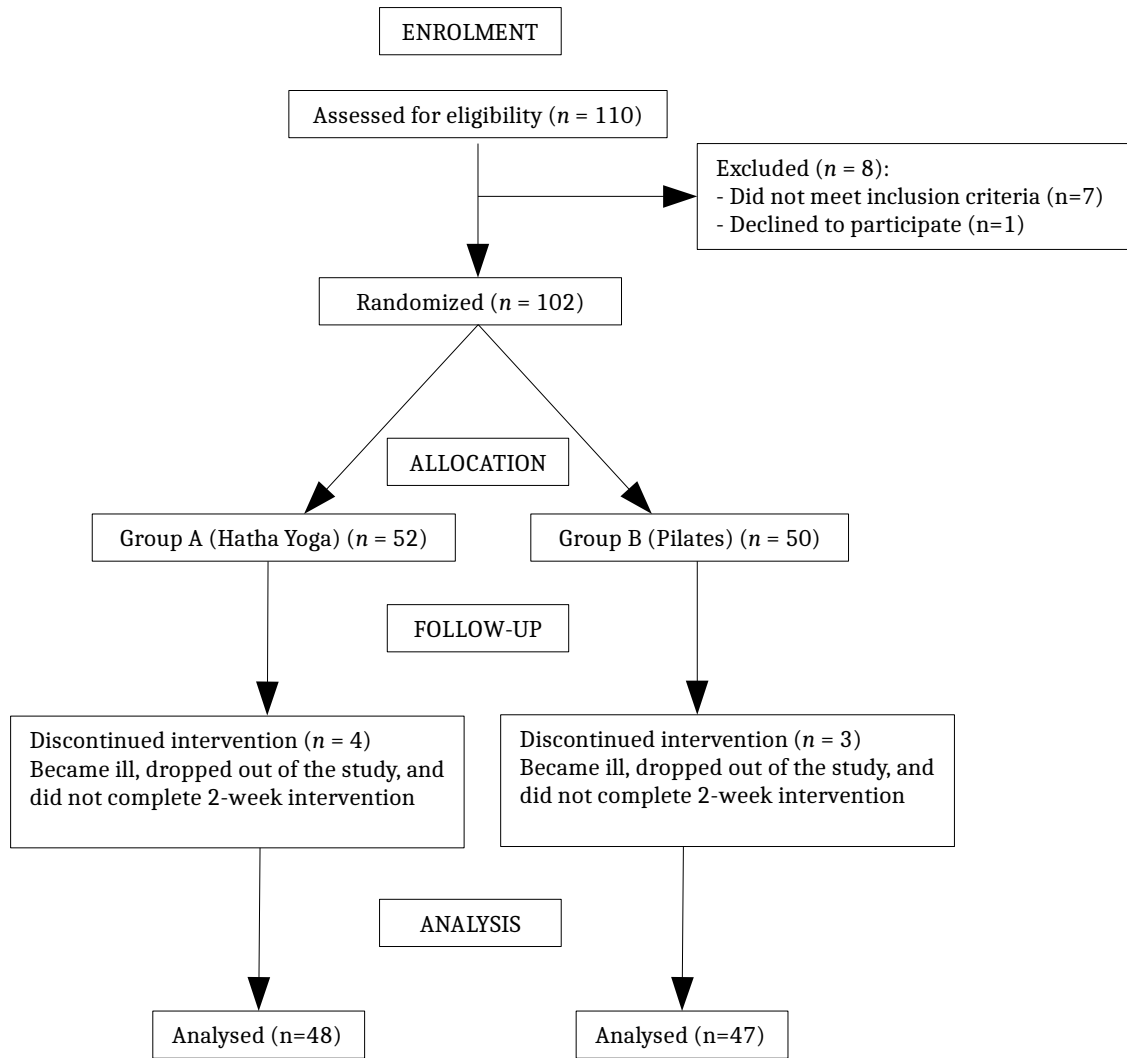 ENROLMENT
Assessed for eligibility (n = 110)
Excluded (n = 8):
- Did not meet inclusion criteria (n=7)
- Declined to participate (n=1)
Randomized (n = 102)
ALLOCATION
Group A (Hatha Yoga) (n = 52)
Group B (Pilates) (n = 50)
FOLLOW-UP
Discontinued intervention (n = 4)
Became ill, dropped out of the study, and
did not complete 2-week intervention
Discontinued intervention (n = 3)
Became ill, dropped out of the study, and
did not complete 2-week intervention
ANALYSIS
Analysed (n=48)
Analysed (n=47)